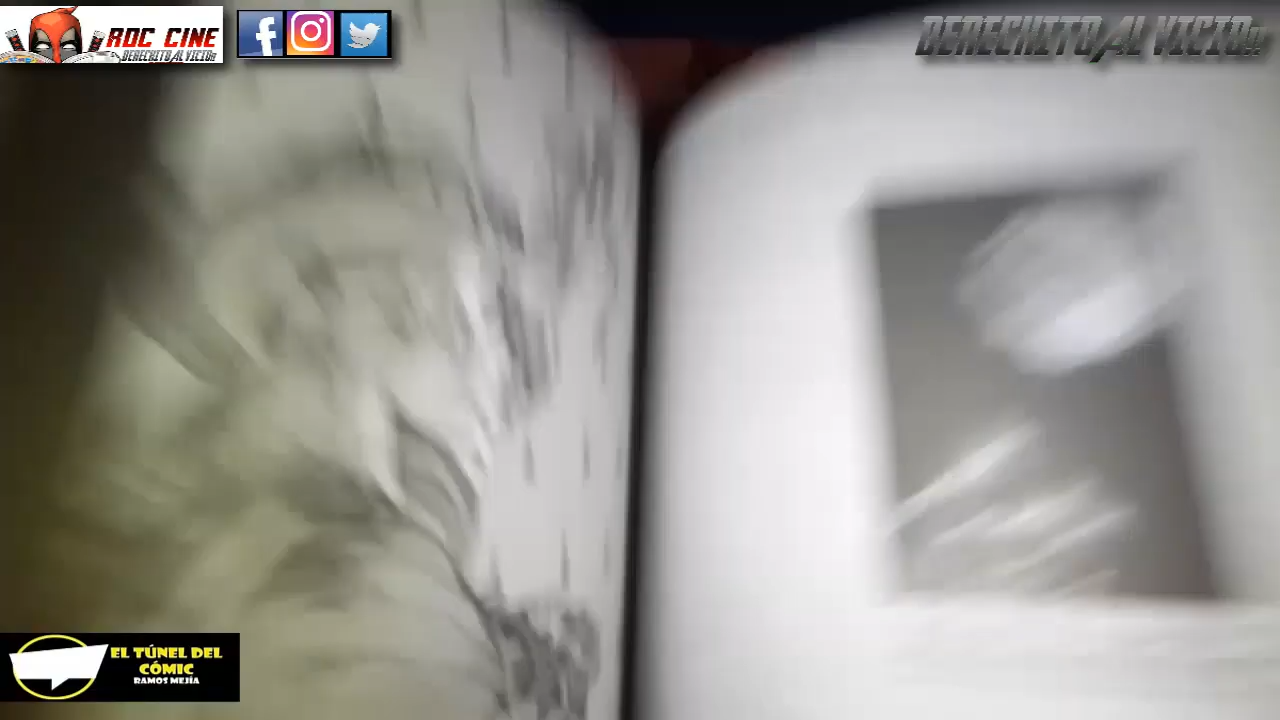 ROC CINE
DERECHITO AL VICIO!!
DERECHITO AL VICIO!!
EL TÚNEL DEL
CÓMIC
RAMOS MEJÍA